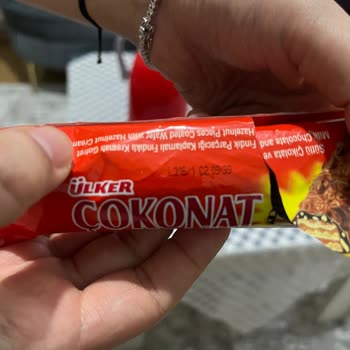 Sütlü Çikolata ve
Milk Chocolate and
Fındık Parçacığı Kaplamalı Fındıklı Kremalı Gofret
Hazelnut Pieces Coated Wafer with Hazelnut Cream
ÜLKER
ÇOKONAT